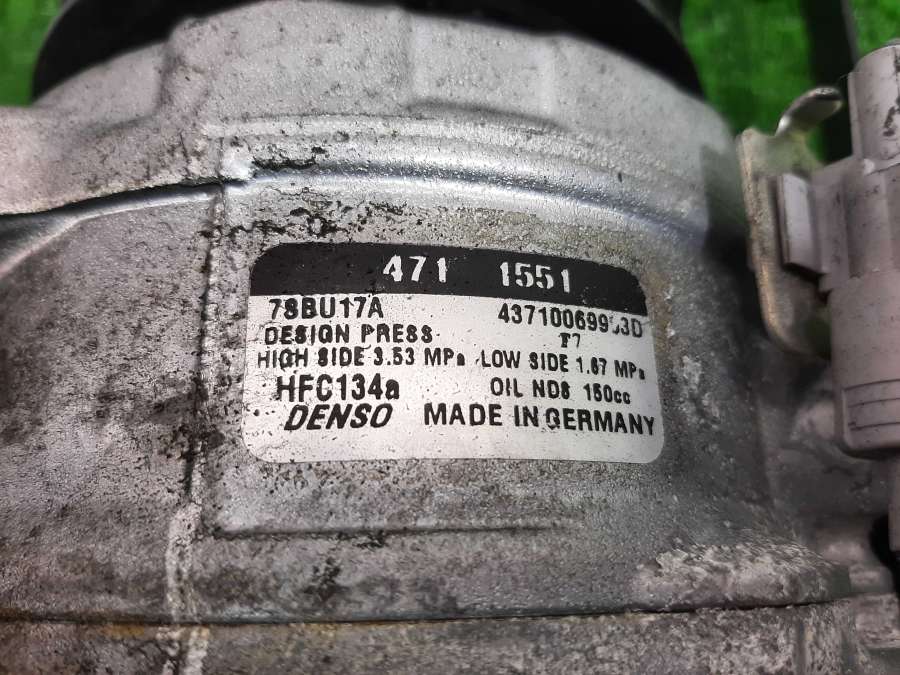 471 1551
7SBU17A
DESIGN PRESS F7
HIGH SIDE 3.53 MPa LOW SIDE 1.67 MPa
HFC134a OIL ND8 150cc
DENSO MADE IN GERMANY